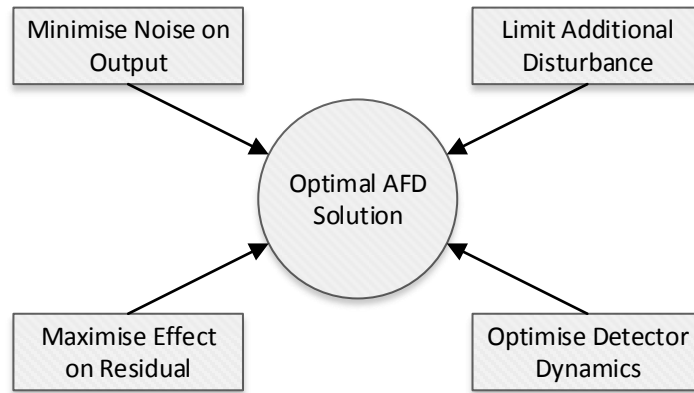 Minimise Noise on
Output
Limit Additional
Disturbance
Optimal AFD
Solution
Maximise Effect
on Residual
Optimise Detector
Dynamics